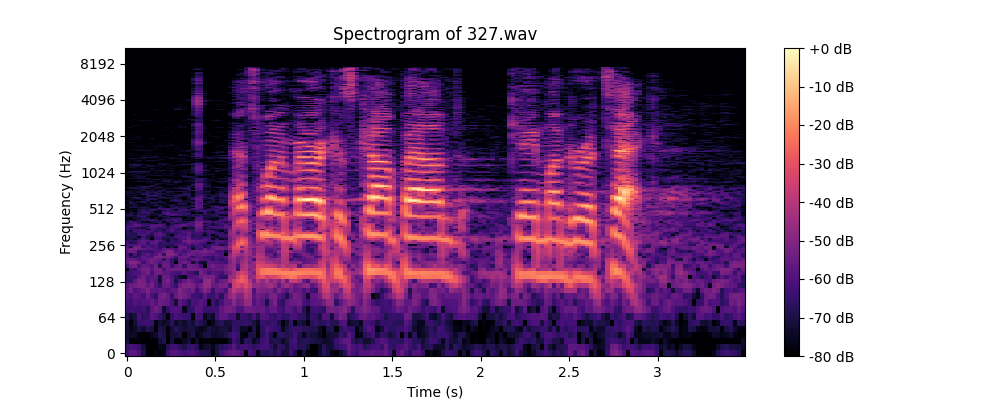 Spectrogram of 327.wav
Frequency (Hz)
8192
4096
2048
1024
512
256
128
64
0
0
0.5
1
1.5
2
2.5
3
Time (s)
+0 dB
-10 dB
-20 dB
-30 dB
-40 dB
-50 dB
-60 dB
-70 dB
-80 dB